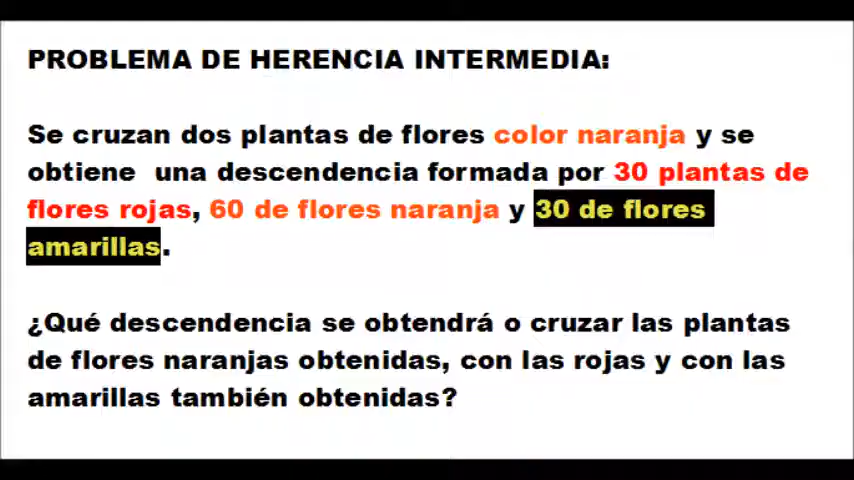 PROBLEMA DE HERENCIA INTERMEDIA:
Se cruzan dos plantas de flores color naranja y se
obtiene una descendencia formada por 30 plantas de
flores rojas, 60 de flores naranja y 30 de flores
amarillas.
¿Qué descendencia se obtendrá o cruzar las plantas
de flores naranjas obtenidas, con las rojas y con las
amarillas también obtenidas?